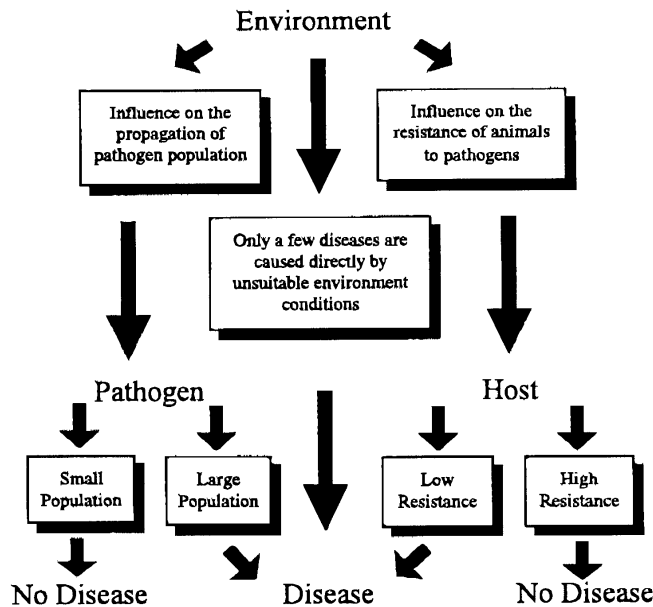 Environment
Influence on the
propagation of
pathogen population
Influence on the
resistance of animals
to pathogens
Only a few diseases are
caused directly by
unsuitable environment
conditions
Pathogen
Host
Small
Population
Large
Population
Low
Resistance
High
Resistance
No Disease
Disease
No Disease